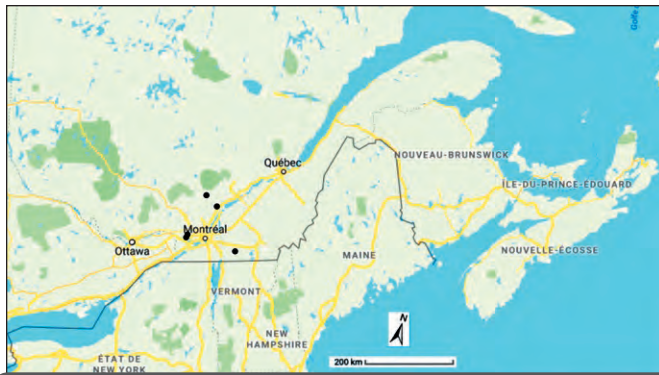 Golfe
Québec
NOUVEAU-BRUNSWICK
ÎLE-DU-PRINCE-ÉDOUARD
Montréal
Ottawa
NOUVELLE-ÉCOSSE
MAINE
VERMONT
NEW
HAMPSHIRE
N
ÉTAT DE
NEW YORK
200 km